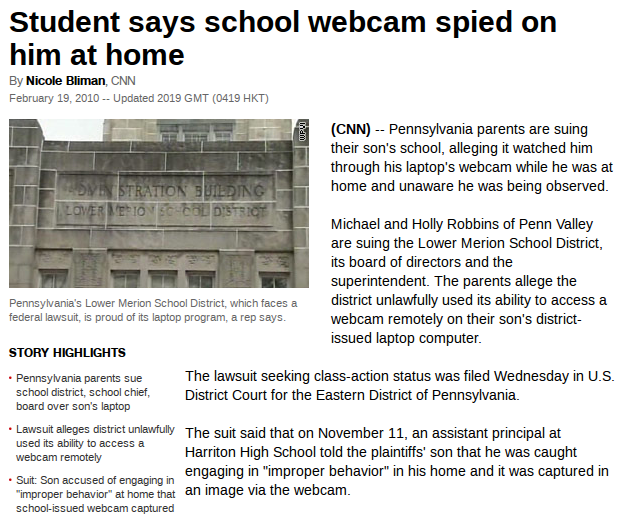 Student says school webcam spied on
him at home
By Nicole Bliman, CNN
February 19, 2010 -- Updated 2019 GMT (0419 HKT)
WPVI
ADMINISTRATION BUILDING
LOWER MERION SCHOOL DISTRICT
Pennsylvania's Lower Merion School District, which faces a
federal lawsuit, is proud of its laptop program, a rep says.
STORY HIGHLIGHTS
• Pennsylvania parents sue
school district, school chief,
board over son's laptop
• Lawsuit alleges district unlawfully
used its ability to access a
webcam remotely
• Suit: Son accused of engaging in
"improper behavior" at home that
school-issued webcam captured
(CNN) -- Pennsylvania parents are suing
their son's school, alleging it watched him
through his laptop's webcam while he was at
home and unaware he was being observed.
Michael and Holly Robbins of Penn Valley
are suing the Lower Merion School District,
its board of directors and the
superintendent. The parents allege the
district unlawfully used its ability to access a
webcam remotely on their son's district-
issued laptop computer.
The lawsuit seeking class-action status was filed Wednesday in U.S.
District Court for the Eastern District of Pennsylvania.
The suit said that on November 11, an assistant principal at
Harriton High School told the plaintiffs' son that he was caught
engaging in "improper behavior" in his home and it was captured in
an image via the webcam.